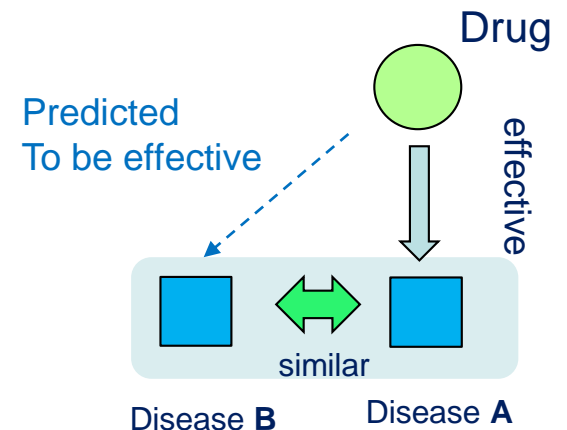 Drug
Predicted
To be effective
effective
similar
Disease B
Disease A